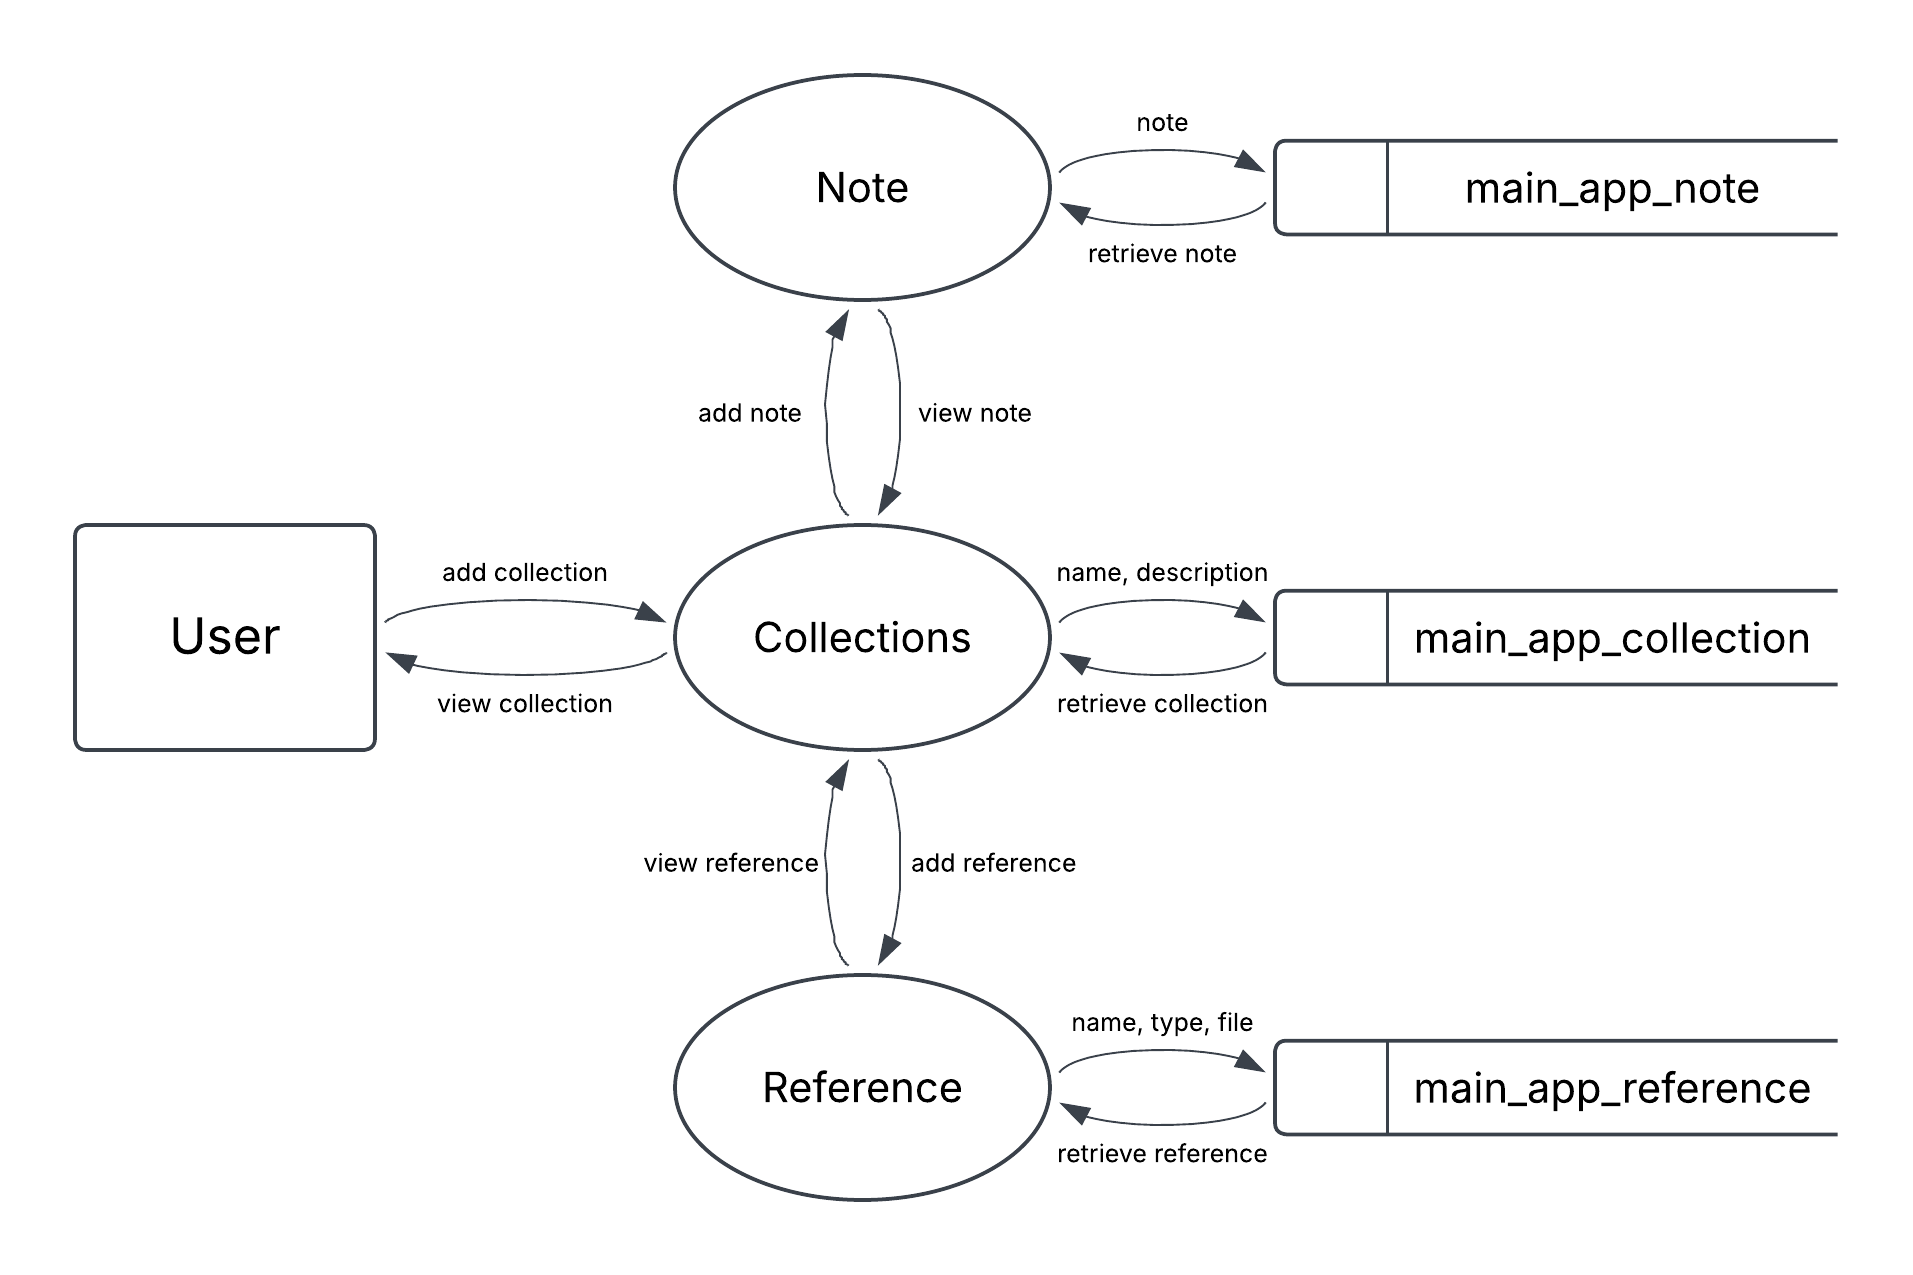 note
Note
main_app_note
retrieve note
add note
view note
add collection
name, description
User
Collections
main_app_collection
view collection
retrieve collection
view reference
add reference
name, type, file
Reference
main_app_reference
retrieve reference